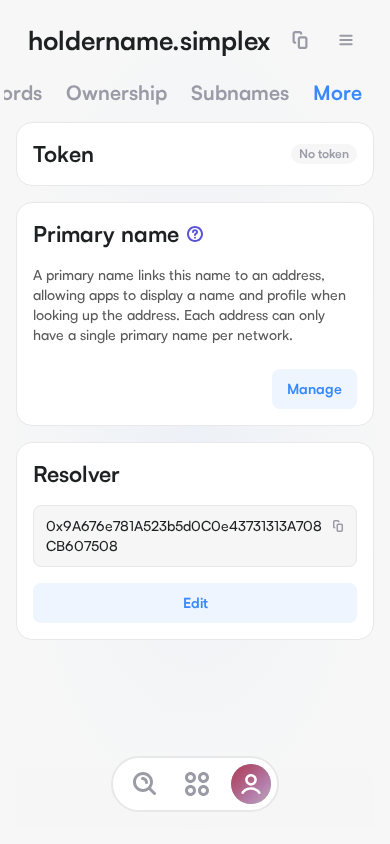 holdername.simplex
ords Ownership Subnames More
Token
No token
Primary name
A primary name links this name to an address,
allowing apps to display a name and profile when
looking up the address. Each address can only
have a single primary name per network.
Manage
Resolver
0x9A676e781A523b5d0C0e43731313A708
CB607508
Edit